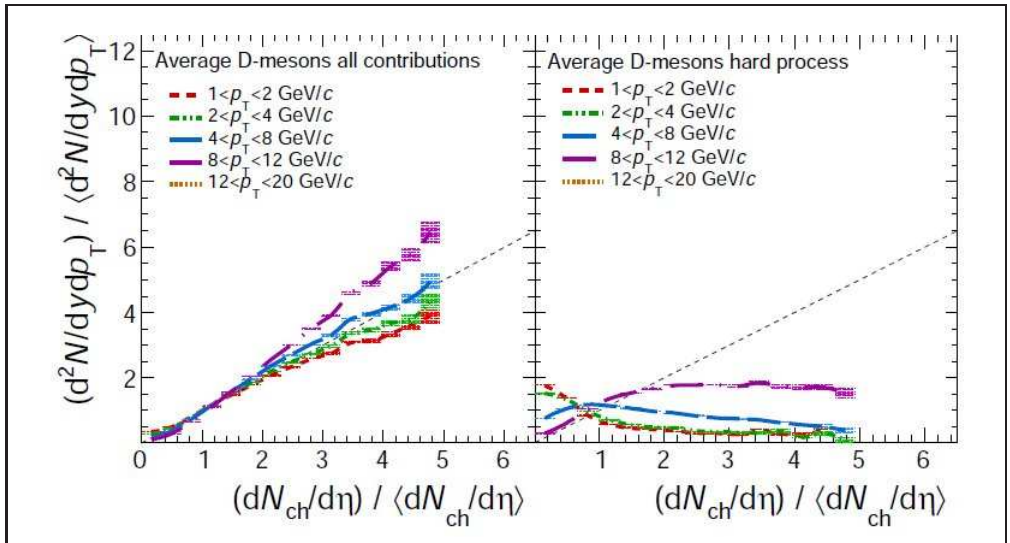 (d²N/dydp_T) / ⟨d²N/dydp_T⟩
12
10
8
6
4
2
Average D-mesons all contributions
1<p_T<2 GeV/c
2<p_T<4 GeV/c
4<p_T<8 GeV/c
8<p_T<12 GeV/c
12<p_T<20 GeV/c
0 1 2 3 4 5 6
(dN_ch/dη) / ⟨dN_ch/dη⟩
Average D-mesons hard process
1<p_T<2 GeV/c
2<p_T<4 GeV/c
4<p_T<8 GeV/c
8<p_T<12 GeV/c
12<p_T<20 GeV/c
1 2 3 4 5 6
(dN_ch/dη) / ⟨dN_ch/dη⟩